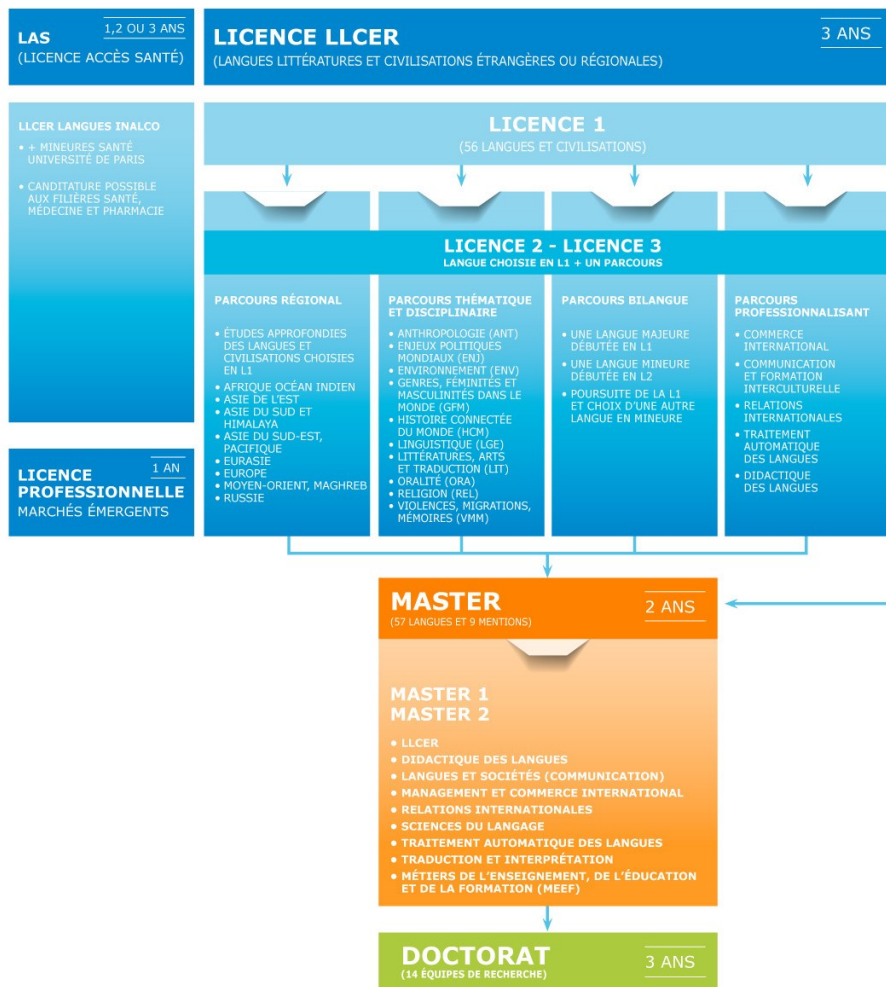 LAS
1,2 OU 3 ANS
(LICENCE ACCÈS SANTÉ)
LICENCE LLCER
3 ANS
(LANGUES LITTÉRATURES ET CIVILISATIONS ÉTRANGÈRES OU RÉGIONALES)
LLCER LANGUES INALCO
• + MINEURES SANTÉ
UNIVERSITÉ DE PARIS
• CANDITATURE POSSIBLE
AUX FILIÈRES SANTÉ,
MÉDECINE ET PHARMACIE
LICENCE 1
(56 LANGUES ET CIVILISATIONS)
LICENCE 2 - LICENCE 3
LANGUE CHOISIE EN L1 + UN PARCOURS
PARCOURS RÉGIONAL
• ÉTUDES APPROFONDIES
DES LANGUES ET
CIVILISATIONS CHOISIES
EN L1
• AFRIQUE OCÉAN INDIEN
• ASIE DE L'EST
• ASIE DU SUD ET
HIMALAYA
• ASIE DU SUD-EST,
PACIFIQUE
• EURASIE
• EUROPE
• MOYEN-ORIENT, MAGHREB
• RUSSIE
PARCOURS THÉMATIQUE
ET DISCIPLINAIRE
• ANTHROPOLOGIE (ANT)
• ENJEUX POLITIQUES
MONDIAUX (ENJ)
• ENVIRONNEMENT (ENV)
• GENRES, FÉMINITÉS ET
MASCULINITÉS DANS LE
MONDE (GFM)
• HISTOIRE CONNECTÉE
DU MONDE (HCM)
• LINGUISTIQUE (LGE)
• LITTÉRATURES, ARTS
ET TRADUCTION (LIT)
• ORALITÉ (ORA)
• RELIGION (REL)
• VIOLENCES, MIGRATIONS,
MÉMOIRES (VMM)
PARCOURS BILANGUE
• UNE LANGUE MAJEURE
DÉBUTÉE EN L1
• UNE LANGUE MINEURE
DÉBUTÉE EN L2
• POURSUITE DE LA L1
ET CHOIX D'UNE AUTRE
LANGUE EN MINEURE
PARCOURS
PROFESSIONNALISANT
• COMMERCE
INTERNATIONAL
• COMMUNICATION
ET FORMATION
INTERCULTURELLE
• RELATIONS
INTERNATIONALES
• TRAITEMENT
AUTOMATIQUE
DES LANGUES
• DIDACTIQUE
DES LANGUES
LICENCE
1 AN
PROFESSIONNELLE
MARCHÉS ÉMERGENTS
MASTER
2 ANS
(57 LANGUES ET 9 MENTIONS)
MASTER 1
MASTER 2
• LLCER
• DIDACTIQUE DES LANGUES
• LANGUES ET SOCIÉTÉS (COMMUNICATION)
• MANAGEMENT ET COMMERCE INTERNATIONAL
• RELATIONS INTERNATIONALES
• SCIENCES DU LANGAGE
• TRAITEMENT AUTOMATIQUE DES LANGUES
• TRADUCTION ET INTERPRÉTATION
• MÉTIERS DE L'ENSEIGNEMENT, DE L'ÉDUCATION
ET DE LA FORMATION (MEEF)
DOCTORAT
3 ANS
(14 ÉQUIPES DE RECHERCHE)